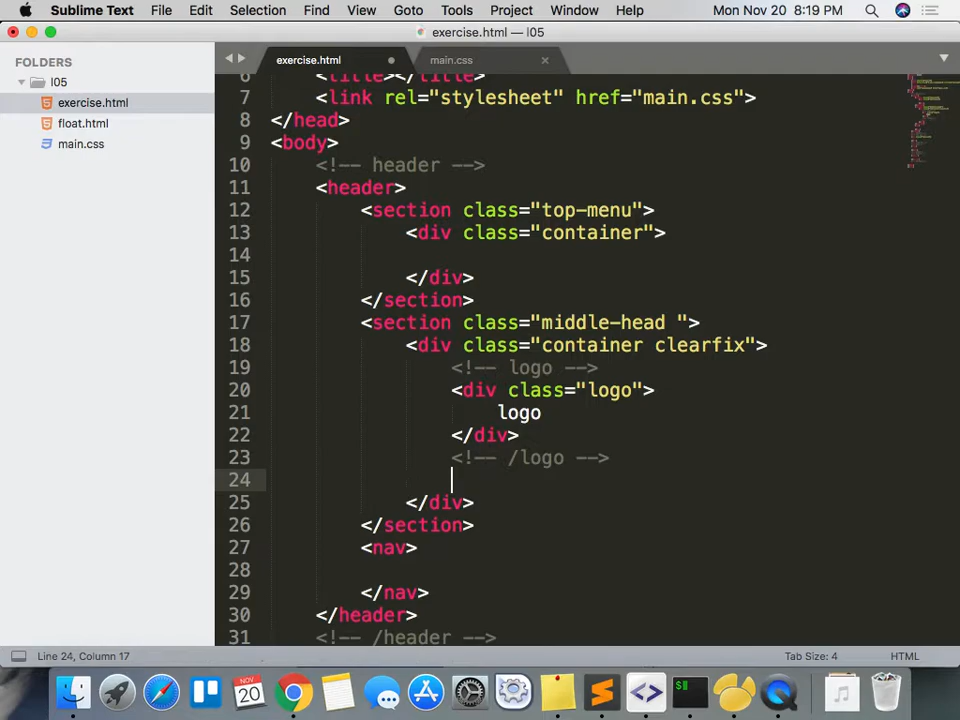 Sublime Text File Edit Selection Find View Goto Tools Project Window Help Mon Nov 20 8:19 PM
exercise.html — l05
FOLDERS
l05
exercise.html
float.html
main.css
exercise.html main.css
6 <title></title>
7 <link rel="stylesheet" href="main.css">
8 </head>
9 <body>
10 <!-- header -->
11 <header>
12 <section class="top-menu">
13 <div class="container">
14
15 </div>
16 </section>
17 <section class="middle-head ">
18 <div class="container clearfix">
19 <!-- logo -->
20 <div class="logo">
21 logo
22 </div>
23 <!-- /logo -->
24
25 </div>
26 </section>
27 <nav>
28
29 </nav>
30 </header>
31 <!-- /header -->
Line 24, Column 17 Tab Size: 4 HTML
NOV
20